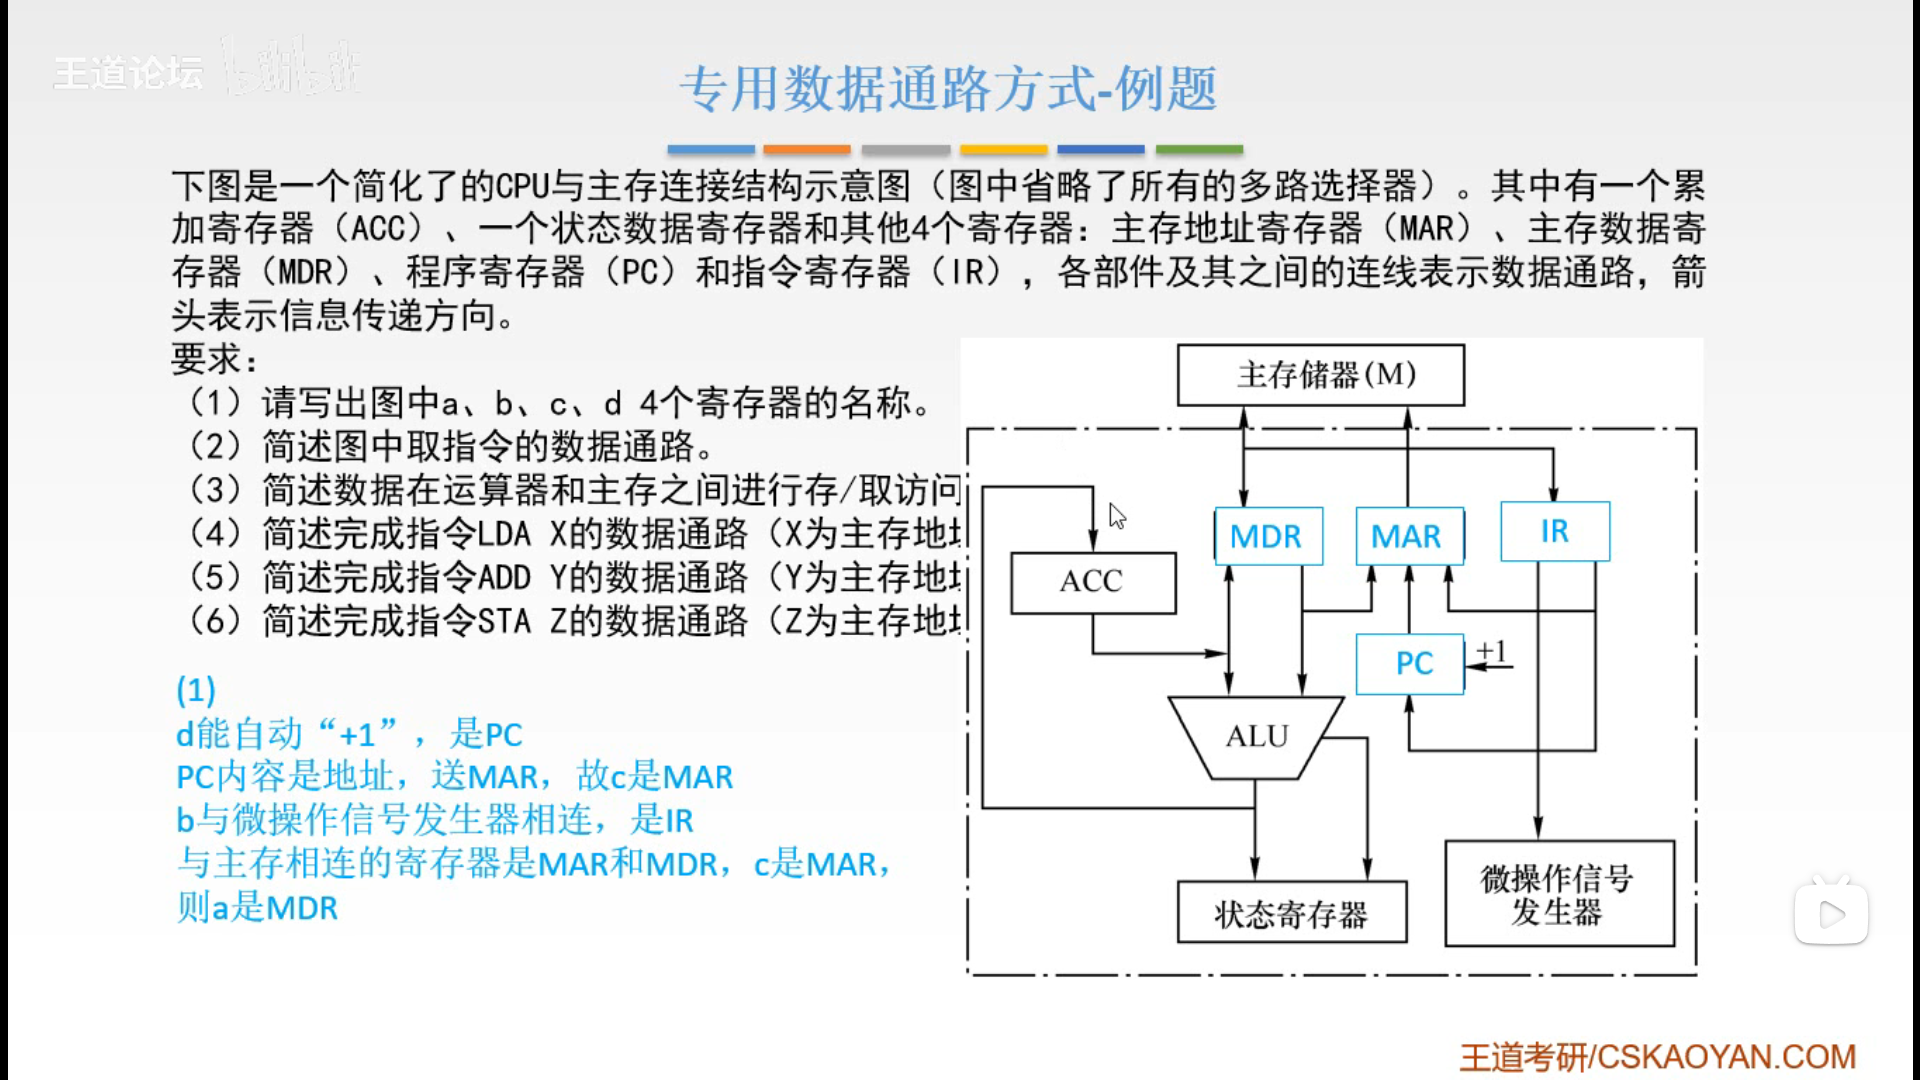 王道论坛 bilibili
专用数据通路方式-例题
下图是一个简化了的CPU与主存连接结构示意图（图中省略了所有的多路选择器）。其中有一个累
加寄存器（ACC）、一个状态数据寄存器和其他4个寄存器：主存地址寄存器（MAR）、主存数据寄
存器（MDR）、程序寄存器（PC）和指令寄存器（IR），各部件及其之间的连线表示数据通路，箭
头表示信息传递方向。
要求：
（1）请写出图中a、b、c、d 4个寄存器的名称。
（2）简述图中取指令的数据通路。
（3）简述数据在运算器和主存之间进行存/取访问
（4）简述完成指令LDA X的数据通路（X为主存地
（5）简述完成指令ADD Y的数据通路（Y为主存地
（6）简述完成指令STA Z的数据通路（Z为主存地
(1)
d能自动“+1”，是PC
PC内容是地址，送MAR，故c是MAR
b与微操作信号发生器相连，是IR
与主存相连的寄存器是MAR和MDR，c是MAR，
则a是MDR
主存储器(M)
MDR
MAR
IR
ACC
PC
+1
ALU
状态寄存器
微操作信号
发生器
王道考研/CSKAOYAN.COM